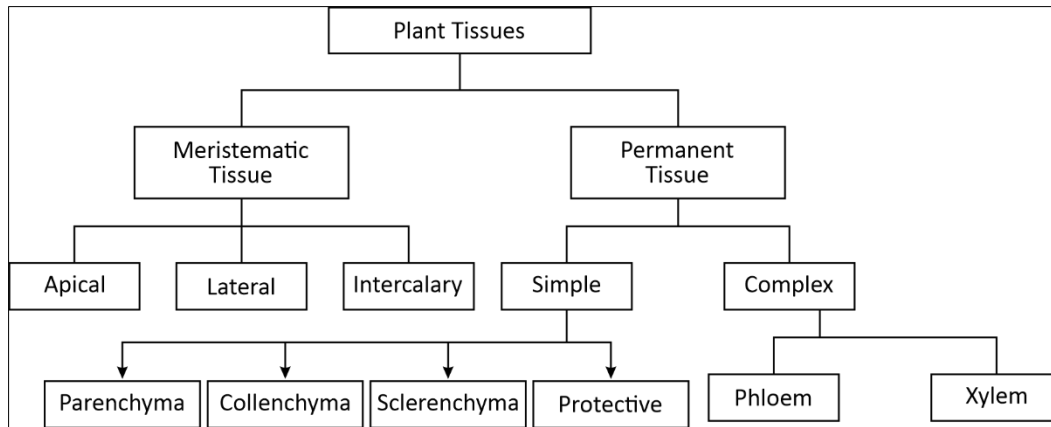 Plant Tissues
Meristematic
Tissue
Permanent
Tissue
Apical
Lateral
Intercalary
Simple
Complex
Parenchyma
Collenchyma
Sclerenchyma
Protective
Phloem
Xylem